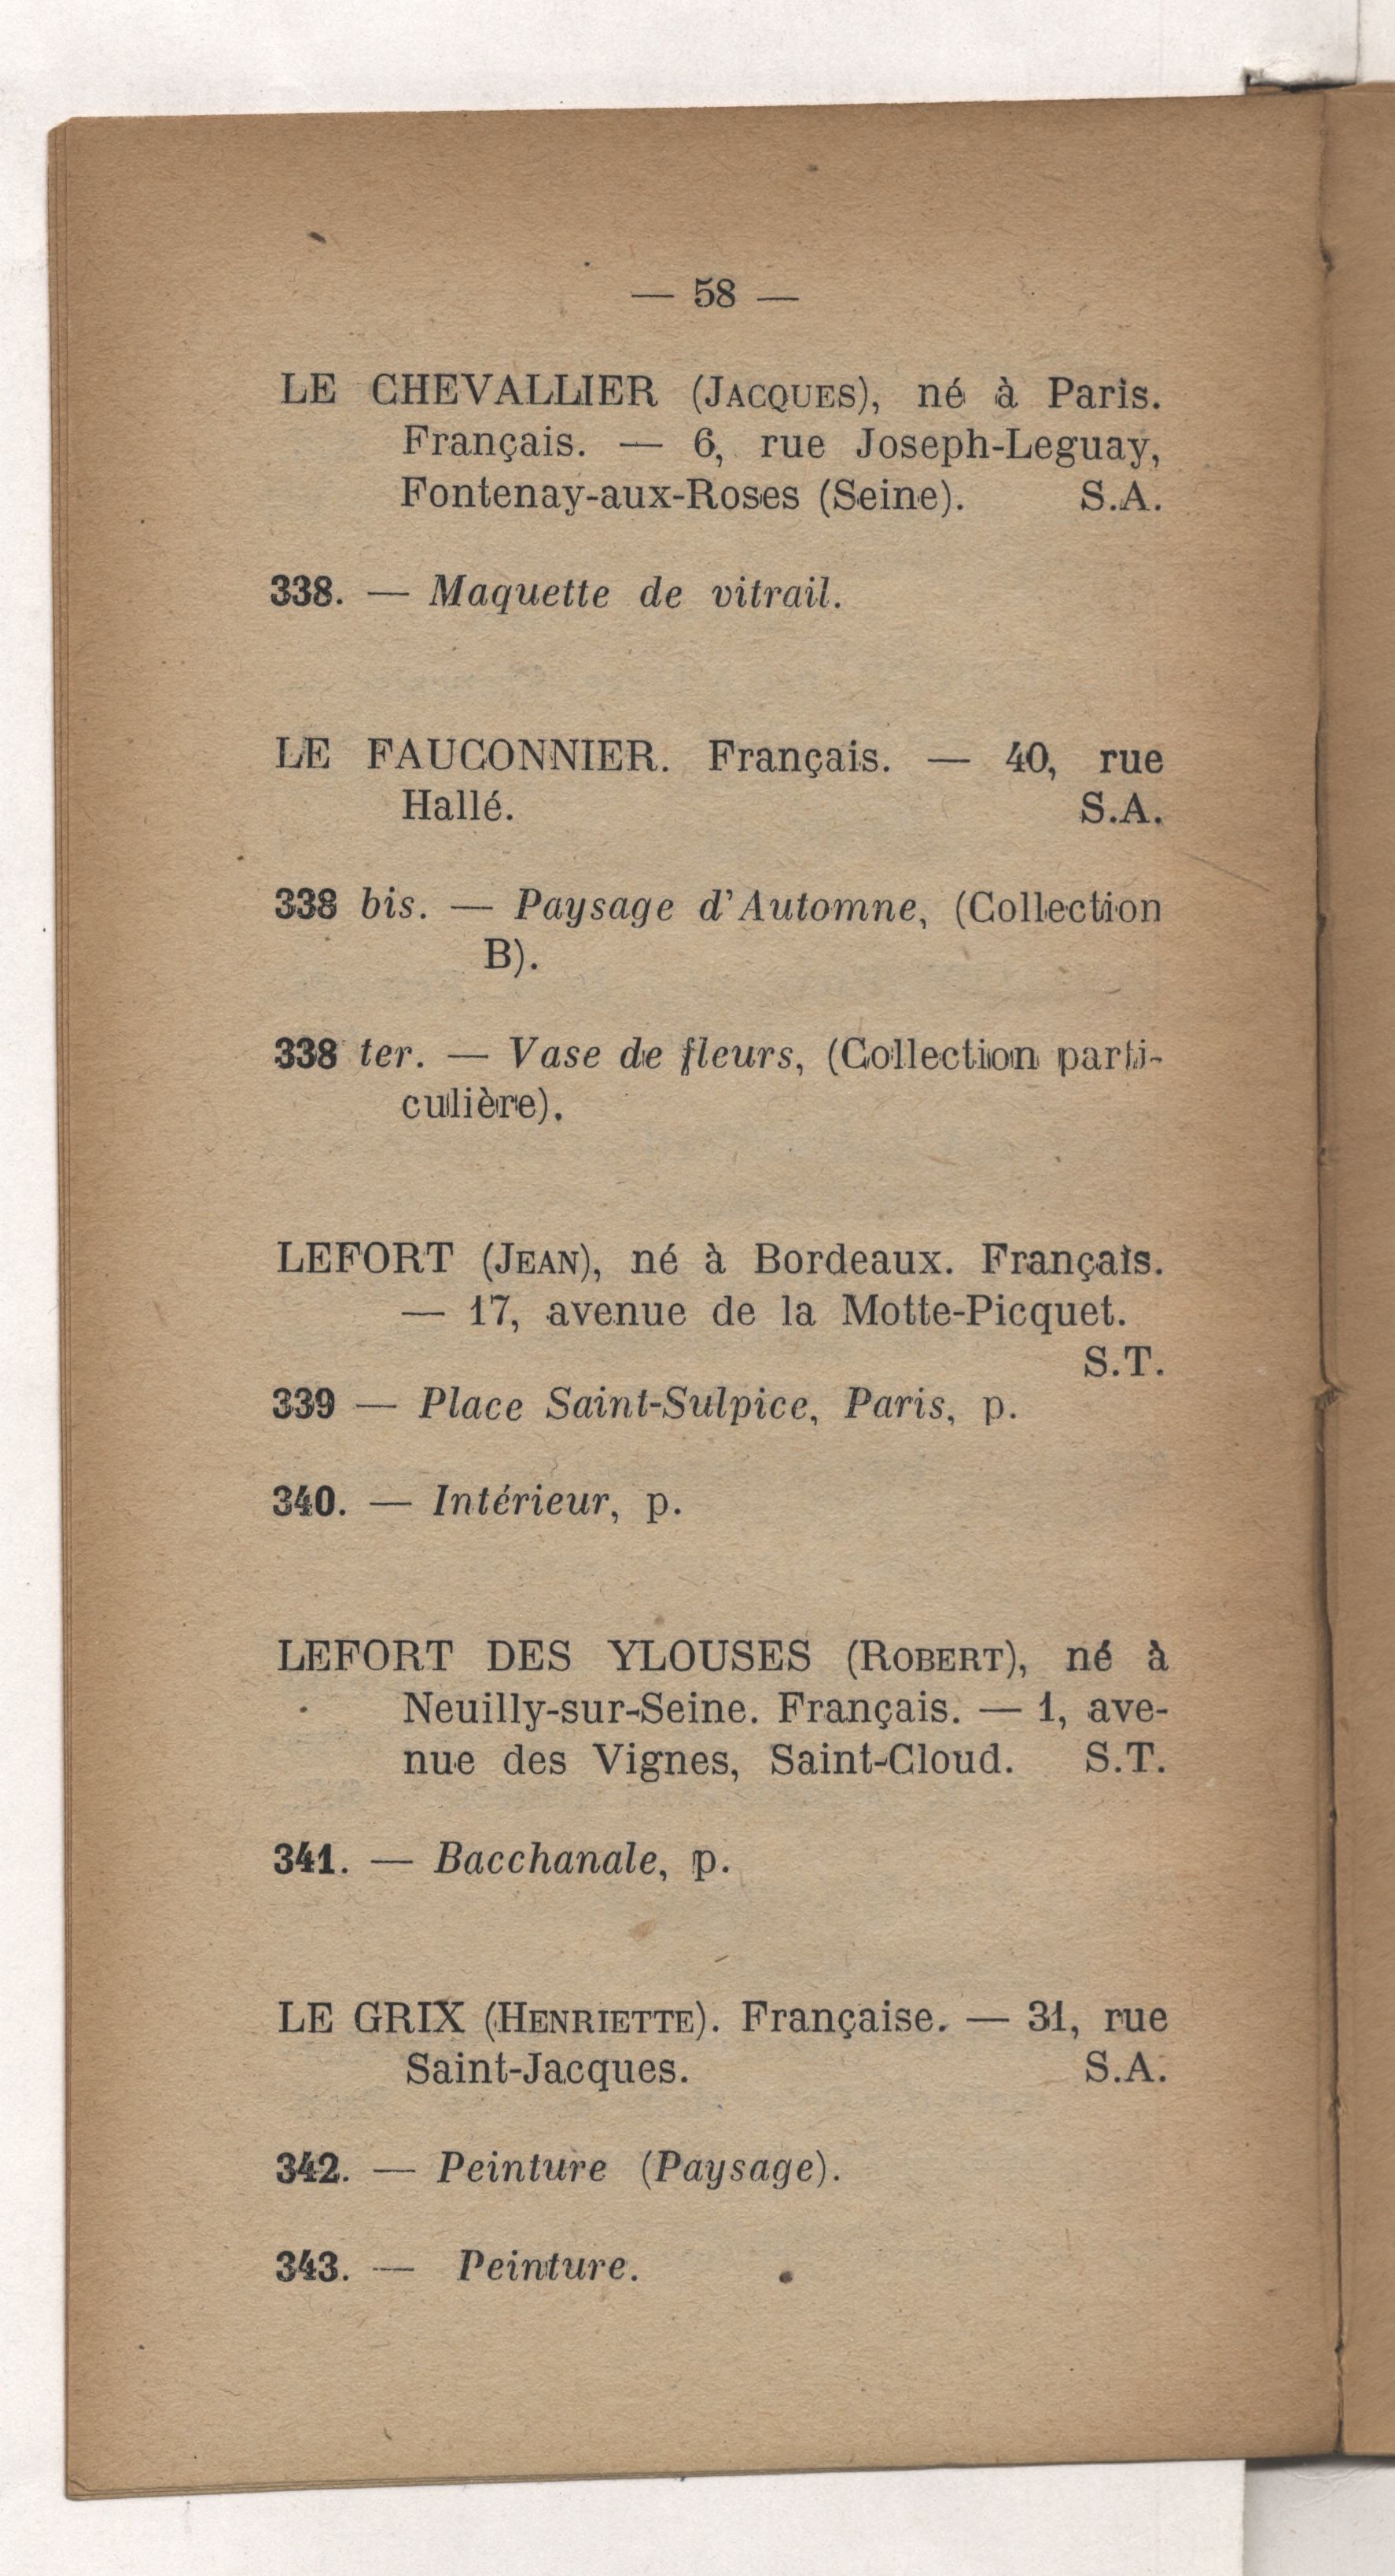 — 58 —
LE CHEVALLIER (JACQUES), né à Paris.
Français. — 6, rue Joseph-Leguay,
Fontenay-aux-Roses (Seine). S.A.
338. — Maquette de vitrail.
LE FAUCONNIER. Français. — 40, rue
Hallé. S.A.
338 bis. — Paysage d'Automne, (Collection
B).
338 ter. — Vase de fleurs, (Collection parti-
culière).
LEFORT (JEAN), né à Bordeaux. Français.
— 17, avenue de la Motte-Picquet.
S.T.
339 — Place Saint-Sulpice, Paris, p.
340. — Intérieur, p.
LEFORT DES YLOUSES (ROBERT), né à
Neuilly-sur-Seine. Français. — 1, ave-
nue des Vignes, Saint-Cloud. S.T.
341. — Bacchanale, p.
LE GRIX (HENRIETTE). Française. — 31, rue
Saint-Jacques. S.A.
342. — Peinture (Paysage).
343. — Peinture.